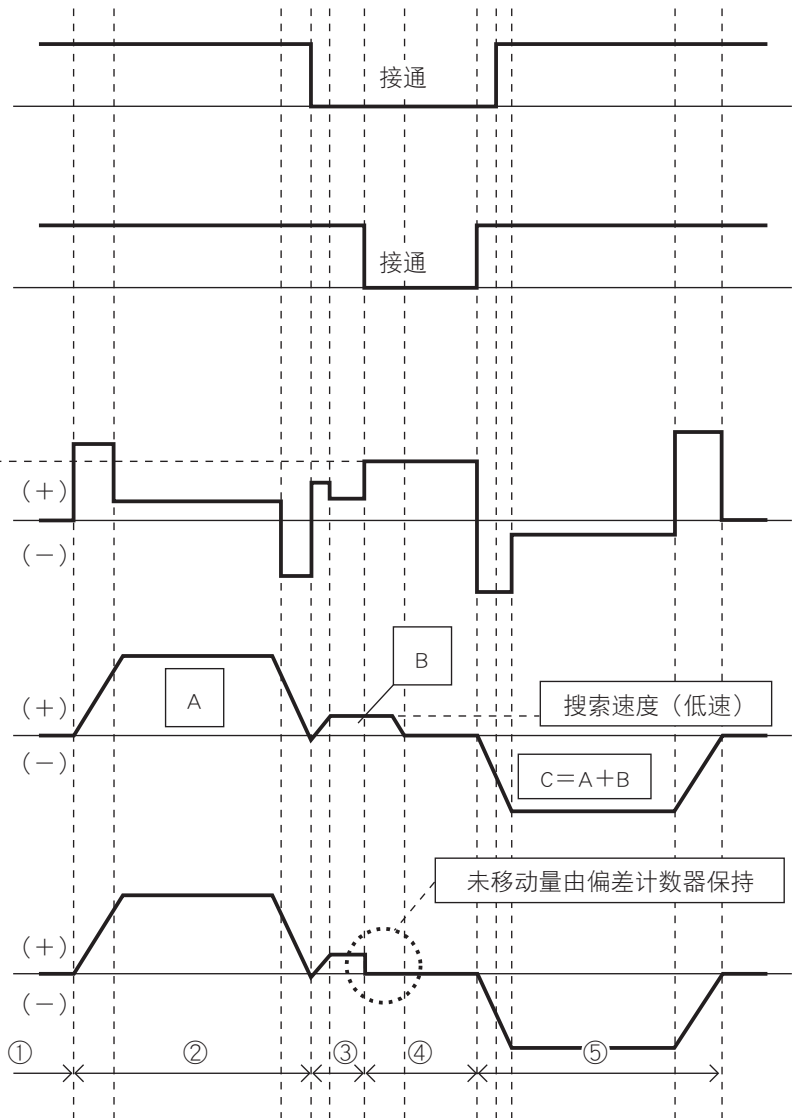 接通
接通
（＋）
（－）
B
A
（＋）
搜索速度（低速）
（－）
C＝A＋B
未移动量由偏差计数器保持
（＋）
（－）
① ② ③ ④ ⑤